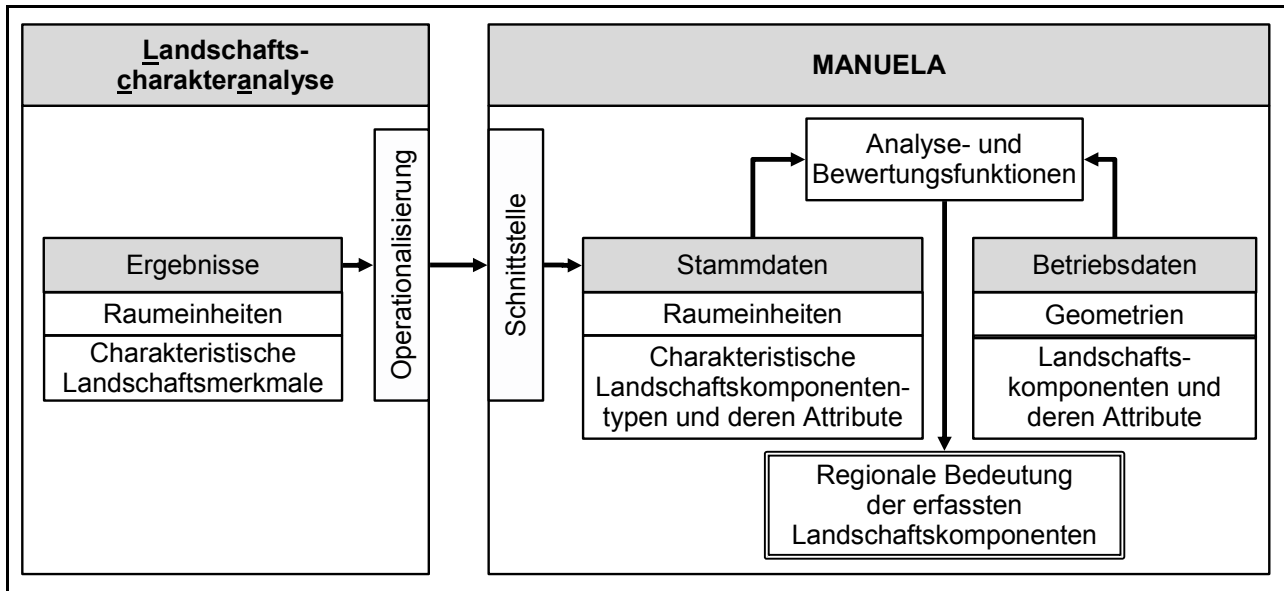 Landschafts-
charakteranalyse
Ergebnisse
Raumeinheiten
Charakteristische
Landschaftsmerkmale
Operationalisierung
MANUELA
Schnittstelle
Analyse- und
Bewertungsfunktionen
Stammdaten
Raumeinheiten
Charakteristische
Landschaftskomponenten-
typen und deren Attribute
Betriebsdaten
Geometrien
Landschafts-
komponenten und
deren Attribute
Regionale Bedeutung
der erfassten
Landschaftskomponenten